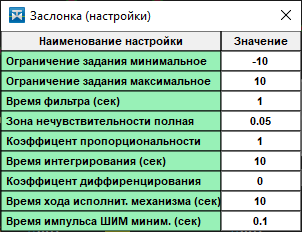 Заслонка (настройки)
Наименование настройки Значение
Ограничение задания минимальное -10
Ограничение задания максимальное 10
Время фильтра (сек) 1
Зона нечувствительности полная 0.05
Коэффицент пропорциональности 1
Время интегрирования (сек) 10
Коэффицент диффиренцирования 0
Время хода исполнит. механизма (сек) 10
Время импульса ШИМ миним. (сек) 0.1